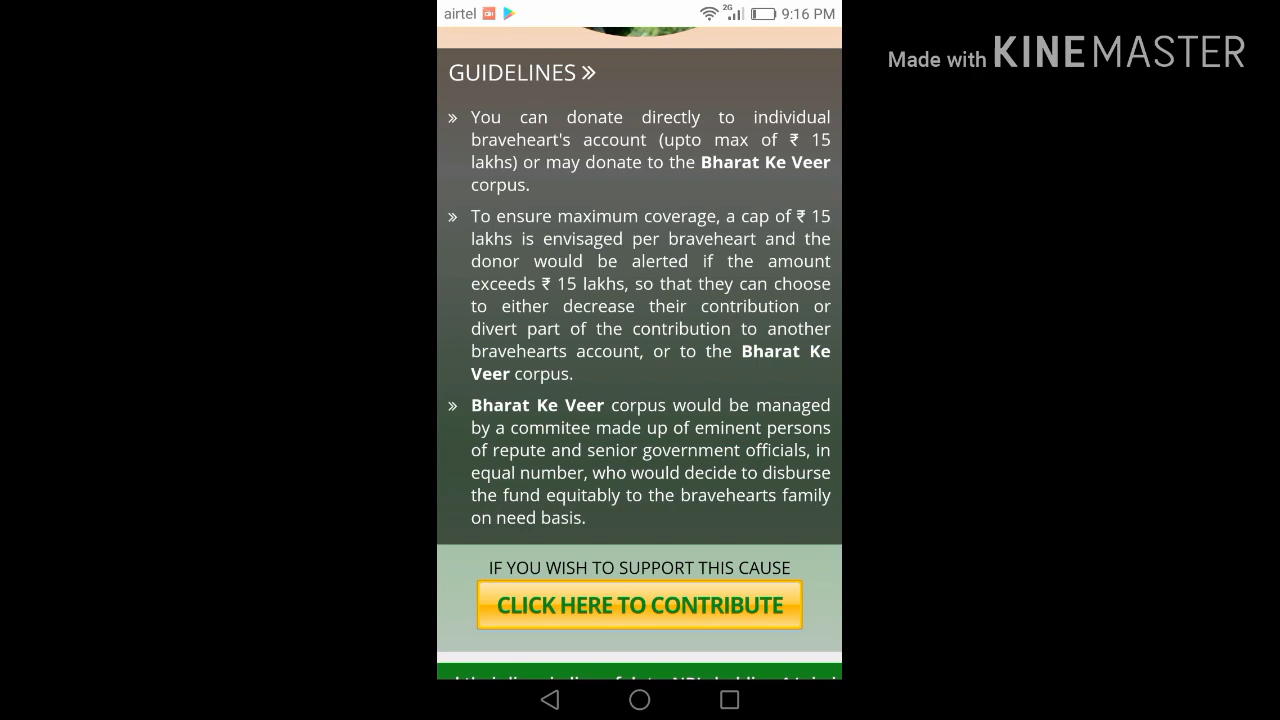 airtel 2G 9:16 PM
Made with KINEMASTER
GUIDELINES »
» You can donate directly to individual
braveheart's account (upto max of ₹ 15
lakhs) or may donate to the Bharat Ke Veer
corpus.
» To ensure maximum coverage, a cap of ₹ 15
lakhs is envisaged per braveheart and the
donor would be alerted if the amount
exceeds ₹ 15 lakhs, so that they can choose
to either decrease their contribution or
divert part of the contribution to another
bravehearts account, or to the Bharat Ke
Veer corpus.
» Bharat Ke Veer corpus would be managed
by a commitee made up of eminent persons
of repute and senior government officials, in
equal number, who would decide to disburse
the fund equitably to the bravehearts family
on need basis.
IF YOU WISH TO SUPPORT THIS CAUSE
CLICK HERE TO CONTRIBUTE